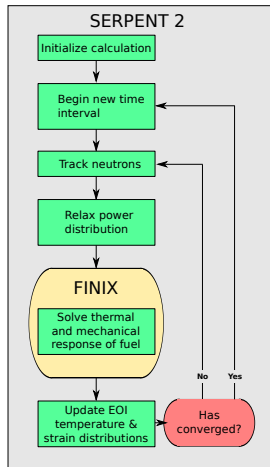 SERPENT 2
Initialize calculation
Begin new time
interval
Track neutrons
Relax power
distribution
FINIX
Solve thermal
and mechanical
response of fuel
No
Yes
Update EOI
temperature &
strain distributions
Has
converged?